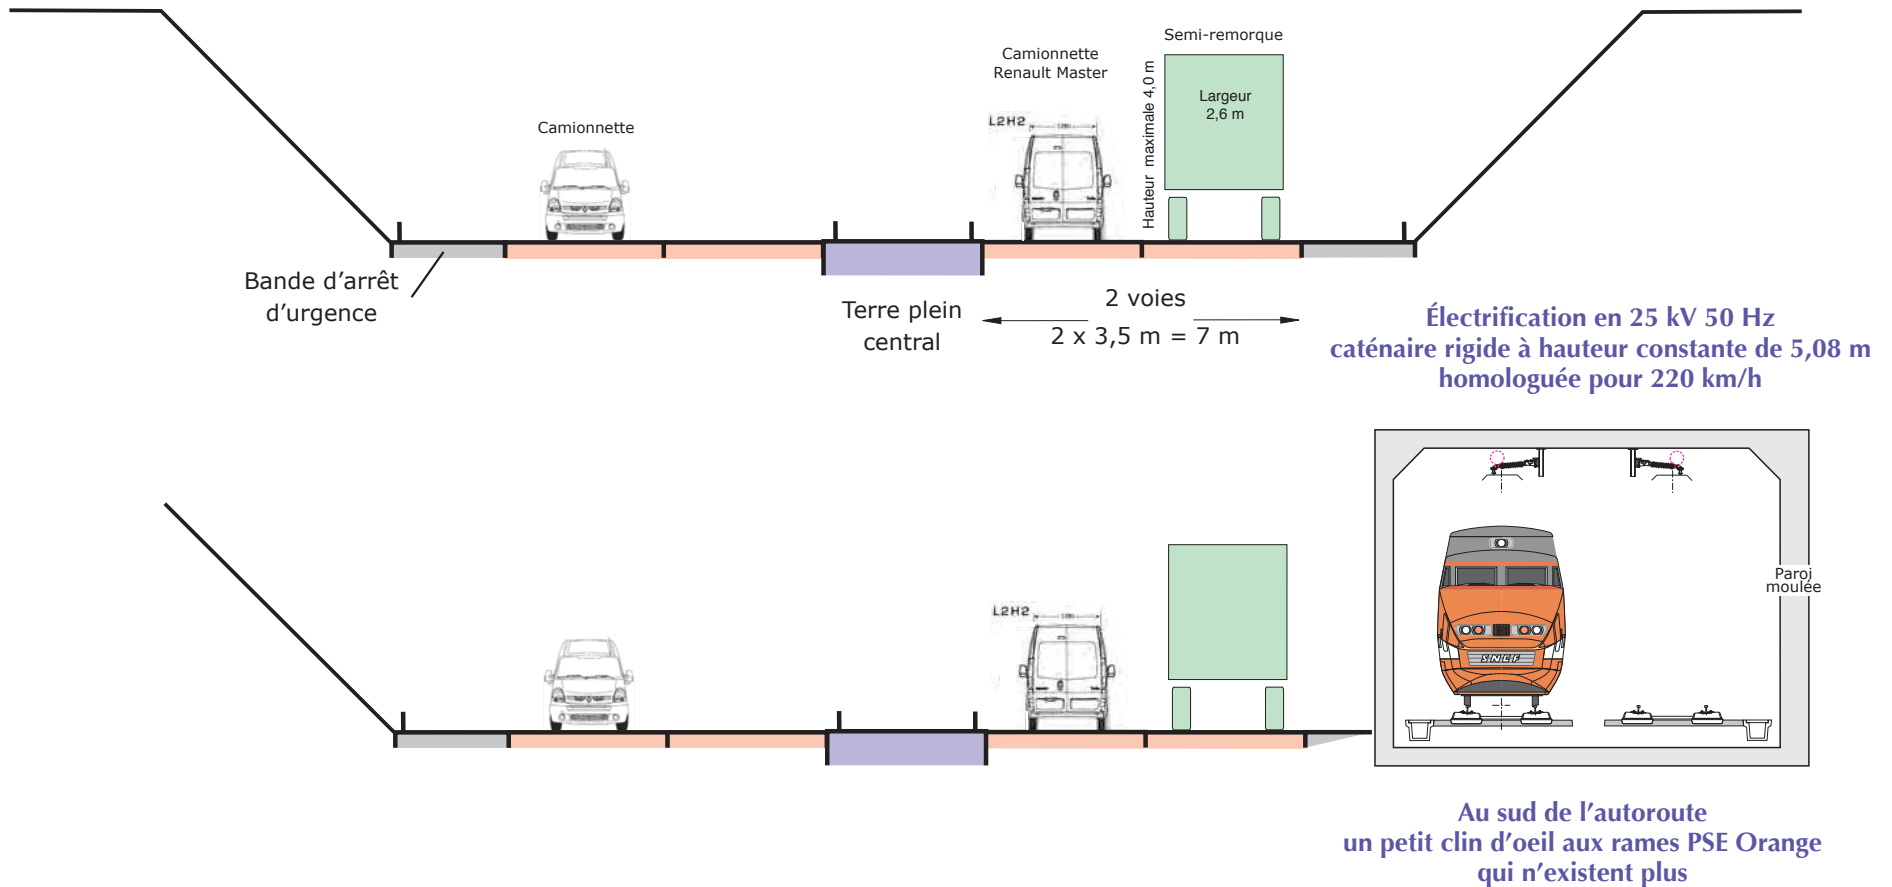 Camionnette
Camionnette
Renault Master
L2H2
Semi-remorque
Hauteur maximale 4,0 m
Largeur
2,6 m
Bande d'arrêt
d'urgence
Terre plein
central
2 voies
2 x 3,5 m = 7 m
Électrification en 25 kV 50 Hz
caténaire rigide à hauteur constante de 5,08 m
homologuée pour 220 km/h
L2H2
Paroi
moulée
SNCF
Au sud de l'autoroute
un petit clin d'oeil aux rames PSE Orange
qui n'existent plus